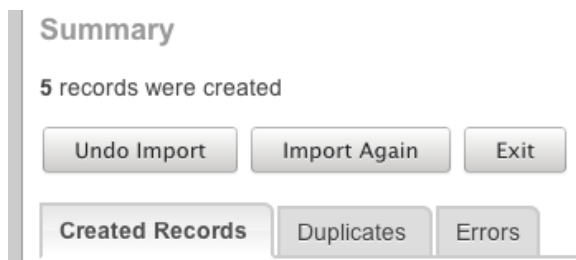 Summary
5 records were created
Undo Import Import Again Exit
Created Records Duplicates Errors